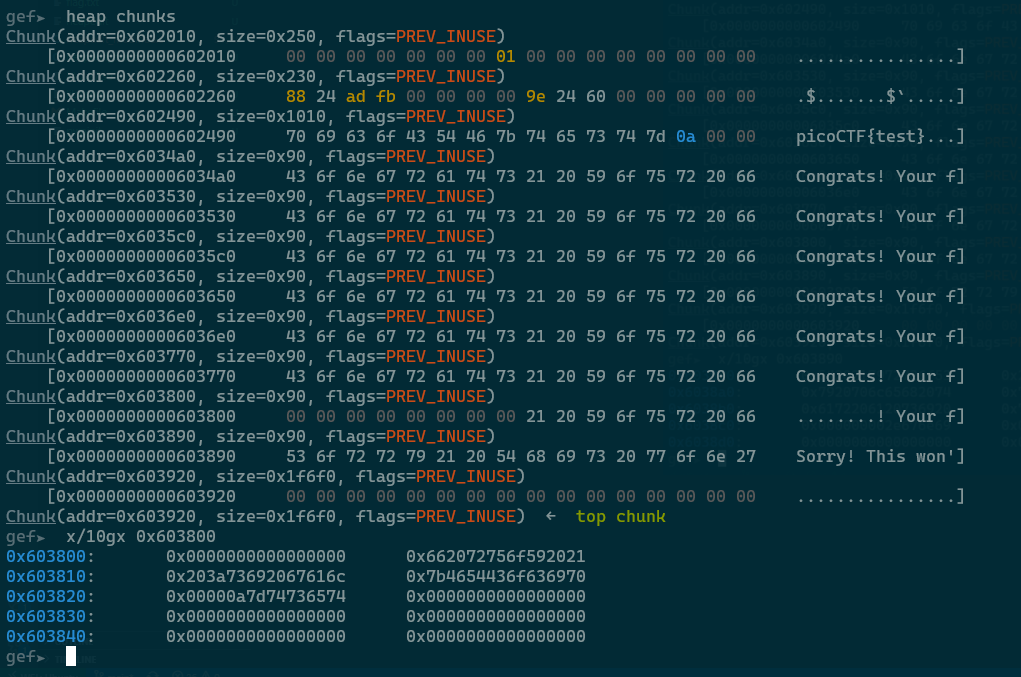 gef➤  heap chunks
Chunk(addr=0x602010, size=0x250, flags=PREV_INUSE)
    [0x0000000000602010     00 00 00 00 00 00 00 01 00 00 00 00 00 00 00 00    ................]
Chunk(addr=0x602260, size=0x230, flags=PREV_INUSE)
    [0x0000000000602260     88 24 ad fb 00 00 00 00 9e 24 60 00 00 00 00 00    .$.......$`.....]
Chunk(addr=0x602490, size=0x1010, flags=PREV_INUSE)
    [0x0000000000602490     70 69 63 6f 43 54 46 7b 74 65 73 74 7d 0a 00 00    picoCTF{test}...]
Chunk(addr=0x6034a0, size=0x90, flags=PREV_INUSE)
    [0x00000000006034a0     43 6f 6e 67 72 61 74 73 21 20 59 6f 75 72 20 66    Congrats! Your f]
Chunk(addr=0x603530, size=0x90, flags=PREV_INUSE)
    [0x0000000000603530     43 6f 6e 67 72 61 74 73 21 20 59 6f 75 72 20 66    Congrats! Your f]
Chunk(addr=0x6035c0, size=0x90, flags=PREV_INUSE)
    [0x00000000006035c0     43 6f 6e 67 72 61 74 73 21 20 59 6f 75 72 20 66    Congrats! Your f]
Chunk(addr=0x603650, size=0x90, flags=PREV_INUSE)
    [0x0000000000603650     43 6f 6e 67 72 61 74 73 21 20 59 6f 75 72 20 66    Congrats! Your f]
Chunk(addr=0x6036e0, size=0x90, flags=PREV_INUSE)
    [0x00000000006036e0     43 6f 6e 67 72 61 74 73 21 20 59 6f 75 72 20 66    Congrats! Your f]
Chunk(addr=0x603770, size=0x90, flags=PREV_INUSE)
    [0x0000000000603770     43 6f 6e 67 72 61 74 73 21 20 59 6f 75 72 20 66    Congrats! Your f]
Chunk(addr=0x603800, size=0x90, flags=PREV_INUSE)
    [0x0000000000603800     00 00 00 00 00 00 00 00 21 20 59 6f 75 72 20 66    ........! Your f]
Chunk(addr=0x603890, size=0x90, flags=PREV_INUSE)
    [0x0000000000603890     53 6f 72 72 79 21 20 54 68 69 73 20 77 6f 6e 27    Sorry! This won']
Chunk(addr=0x603920, size=0x1f6f0, flags=PREV_INUSE)
    [0x0000000000603920     00 00 00 00 00 00 00 00 00 00 00 00 00 00 00 00    ................]
Chunk(addr=0x603920, size=0x1f6f0, flags=PREV_INUSE)  ←  top chunk
gef➤  x/10gx 0x603800
0x603800:       0x0000000000000000      0x662072756f592021
0x603810:       0x203a73692067616c      0x7b4654436f636970
0x603820:       0x00000a7d74736574      0x0000000000000000
0x603830:       0x0000000000000000      0x0000000000000000
0x603840:       0x0000000000000000      0x0000000000000000
gef➤